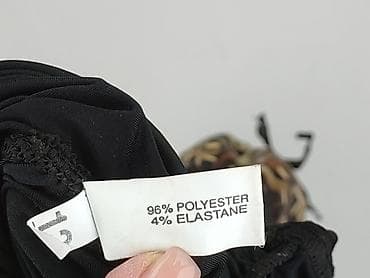 96% POLYESTER
4% ELASTANE